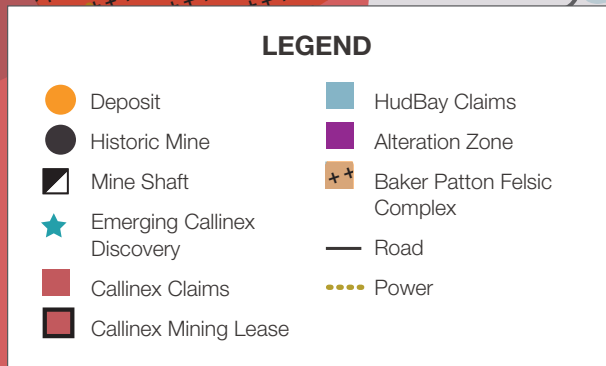 LEGEND
Deposit
Historic Mine
Mine Shaft
Emerging Callinex
Discovery
Callinex Claims
Callinex Mining Lease
HudBay Claims
Alteration Zone
Baker Patton Felsic
Complex
Road
Power